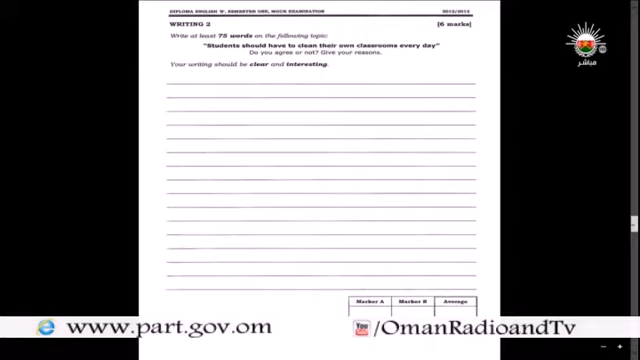 DIPLOMA ENGLISH 'B', SEMESTER ONE, MOCK EXAMINATION 2012/2013
WRITING 2 [6 marks]
Write at least 75 words on the following topic:
"Students should have to clean their own classrooms every day"
Do you agree or not? Give your reasons.
Your writing should be clear and interesting.
مباشر
Marker A Marker B Average
www.part.gov.om You Tube /OmanRadioandTv